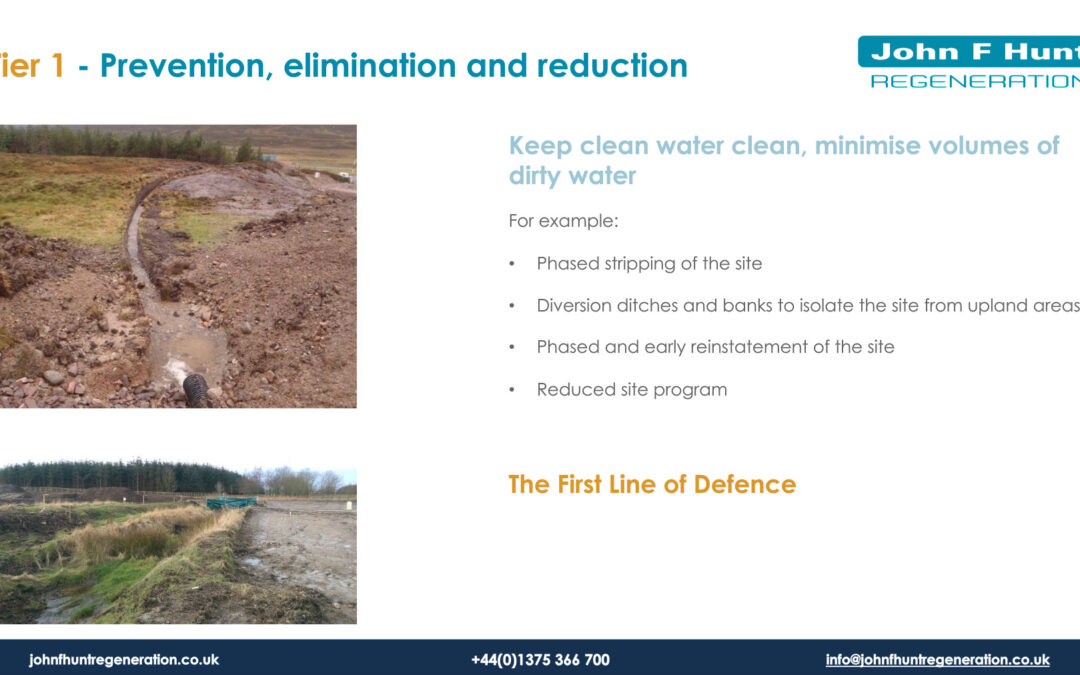 ier 1 - Prevention, elimination and reduction
John F Hunt
REGENERATION
Keep clean water clean, minimise volumes of
dirty water
For example:
• Phased stripping of the site
• Diversion ditches and banks to isolate the site from upland areas
• Phased and early reinstatement of the site
• Reduced site program
The First Line of Defence
johnfhuntregeneration.co.uk
+44(0)1375 366 700
info@johnfhuntregeneration.co.uk